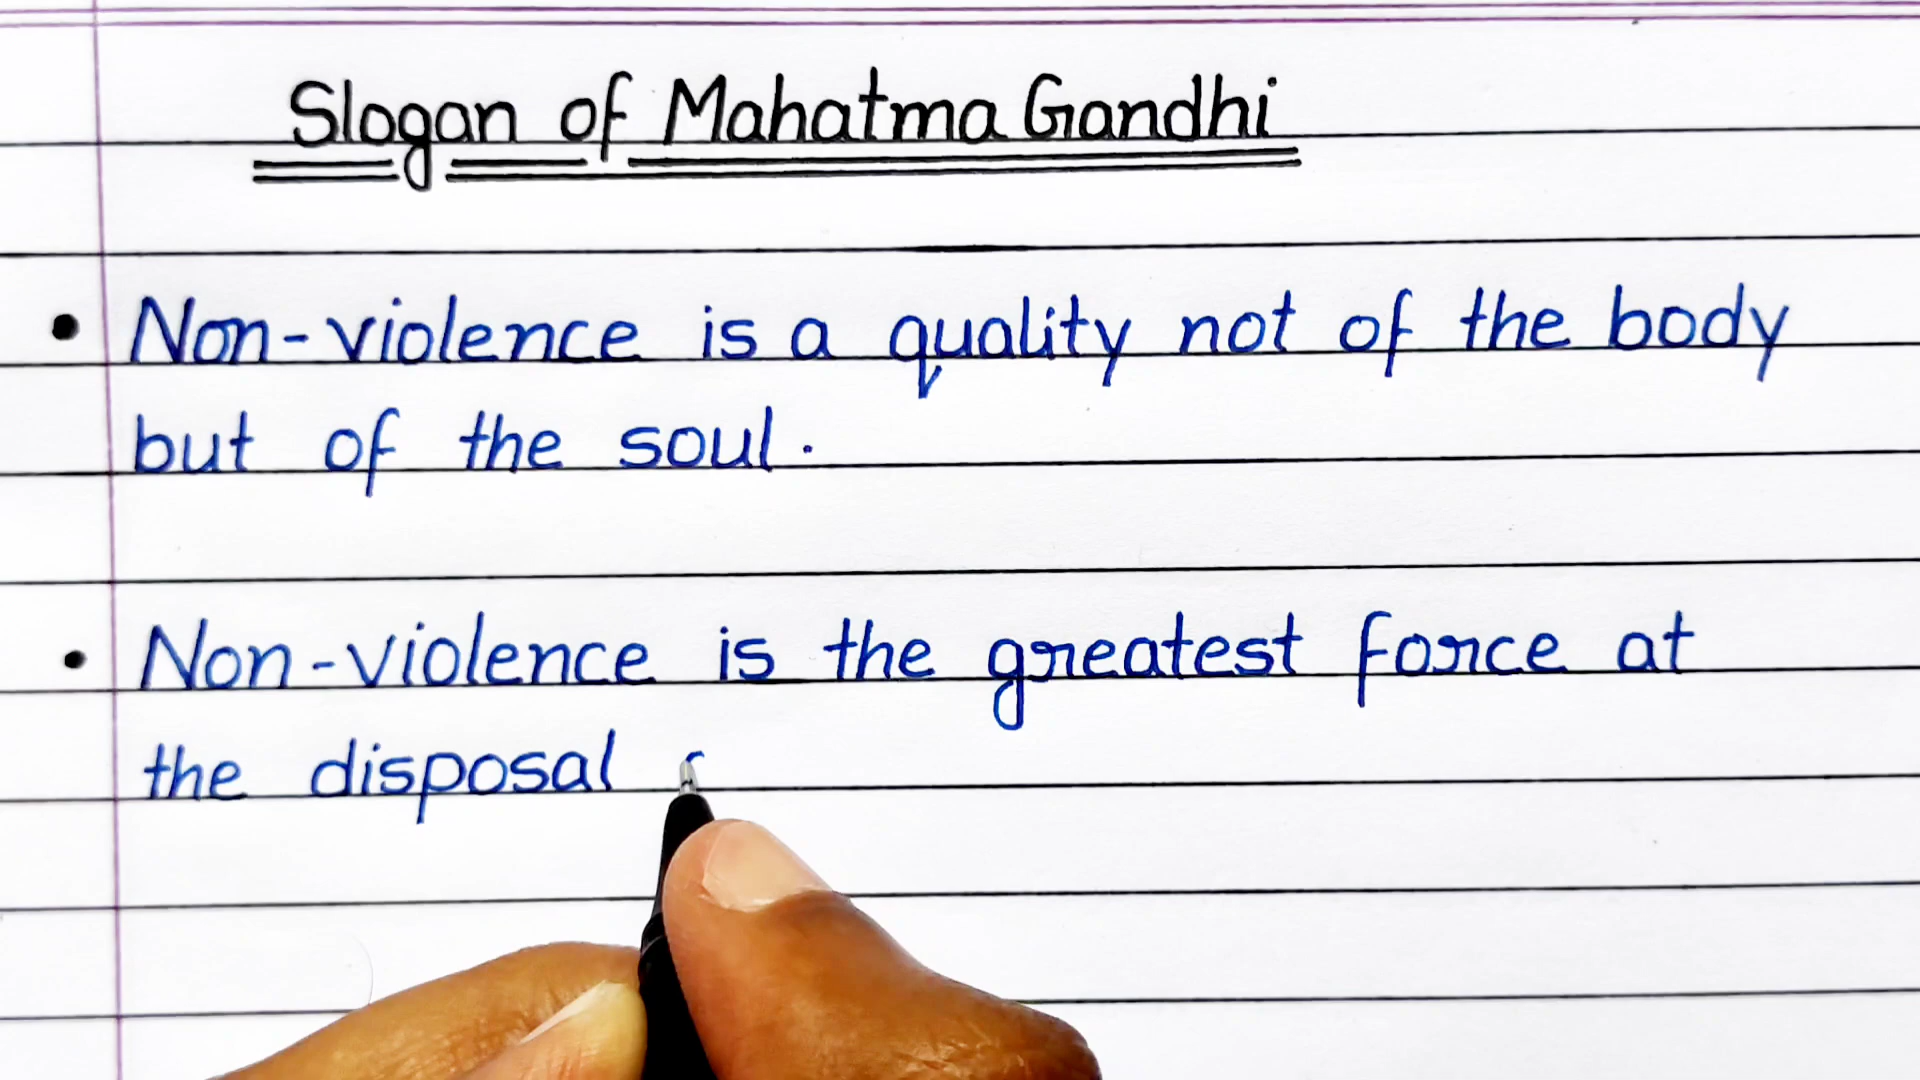 Slogan of Mahatma Gandhi
• Non-violence is a quality not of the body
but of the soul.
• Non-violence is the greatest force at
the disposal